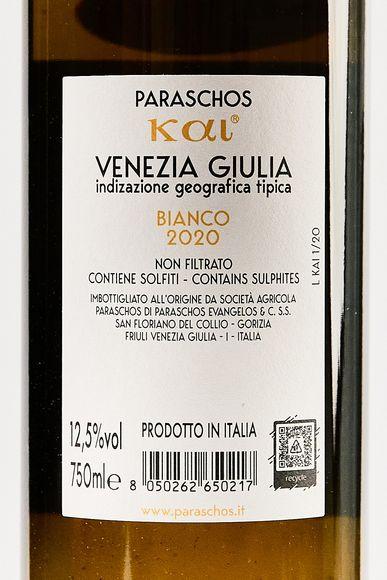 PARASCHOS
και®
VENEZIA GIULIA
indizazione geografica tipica
BIANCO
2020
NON FILTRATO
CONTIENE SOLFITI - CONTAINS SULPHITES
IMBOTTIGLIATO ALL'ORIGINE DA SOCIETÀ AGRICOLA
PARASCHOS DI PARASCHOS EVANGELOS & C. S.S.
SAN FLORIANO DEL COLLIO - GORIZIA
FRIULI VENEZIA GIULIA - I - ITALIA
L KAI 1/20
12,5%vol
PRODOTTO IN ITALIA
750ml e
8 050262 650217
recycle
www.paraschos.it